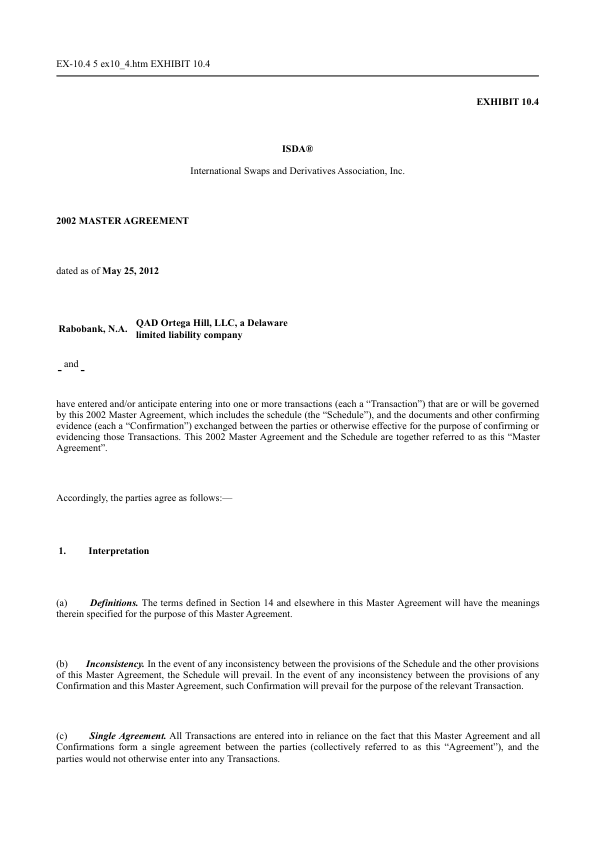 EX-10.4 5 ex10_4.htm EXHIBIT 10.4
EXHIBIT 10.4
ISDA®
International Swaps and Derivatives Association, Inc.
2002 MASTER AGREEMENT
dated as of May 25, 2012
Rabobank, N.A.
QAD Ortega Hill, LLC, a Delaware
limited liability company
and
have entered and/or anticipate entering into one or more transactions (each a “Transaction”) that are or will be governed
by this 2002 Master Agreement, which includes the schedule (the “Schedule”), and the documents and other confirming
evidence (each a “Confirmation”) exchanged between the parties or otherwise effective for the purpose of confirming or
evidencing those Transactions. This 2002 Master Agreement and the Schedule are together referred to as this “Master
Agreement”.
Accordingly, the parties agree as follows:—
1. Interpretation
(a) Definitions. The terms defined in Section 14 and elsewhere in this Master Agreement will have the meanings
therein specified for the purpose of this Master Agreement.
(b) Inconsistency. In the event of any inconsistency between the provisions of the Schedule and the other provisions
of this Master Agreement, the Schedule will prevail. In the event of any inconsistency between the provisions of any
Confirmation and this Master Agreement, such Confirmation will prevail for the purpose of the relevant Transaction.
(c) Single Agreement. All Transactions are entered into in reliance on the fact that this Master Agreement and all
Confirmations form a single agreement between the parties (collectively referred to as this “Agreement”), and the
parties would not otherwise enter into any Transactions.